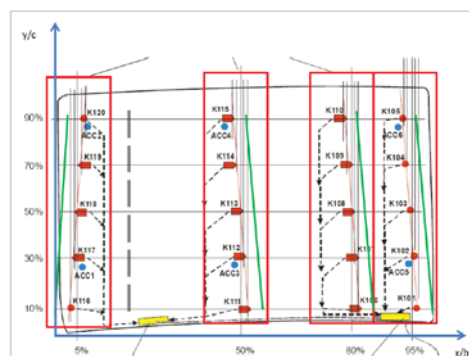 y/c
K120
K115
K110
K105
90%
ACC2
ACC4
ACC6
K119
K114
K109
K104
70%
K118
K113
K108
K103
50%
K117
K112
K102
30%
ACC1
ACC3
ACC5
K116
K111
K106
K101
10%
5%
50%
80%
95%
x/b